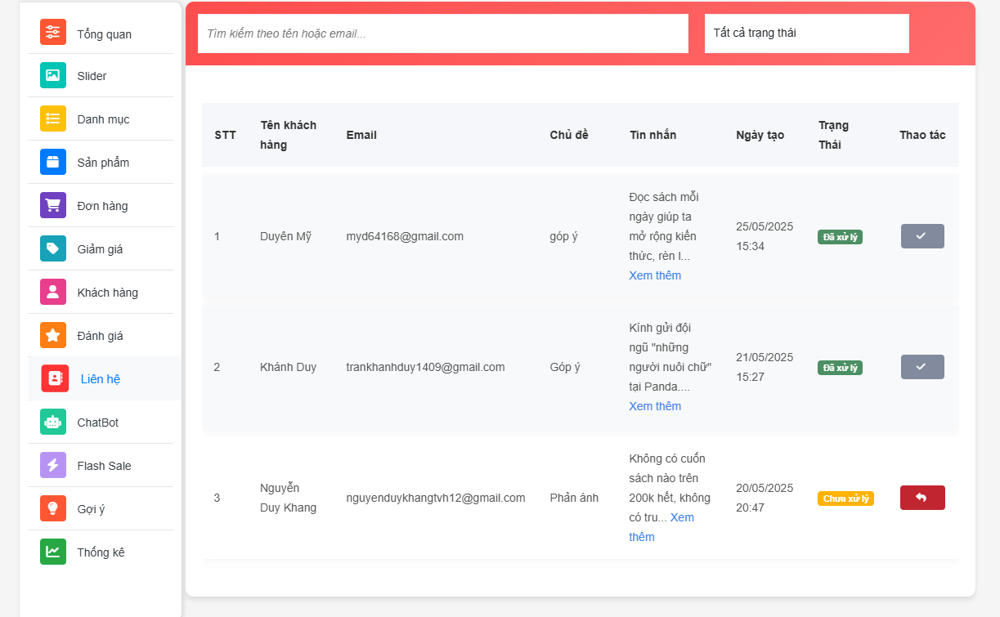 Tổng quan
Slider
Danh mục
Sản phẩm
Đơn hàng
Giảm giá
Khách hàng
Đánh giá
Liên hệ
ChatBot
Flash Sale
Gợi ý
Thống kê
Tìm kiếm theo tên hoặc email...
Tất cả trạng thái
STT
Tên khách
hàng
Email
Chủ đề
Tin nhắn
Ngày tạo
Trạng
Thái
Thao tác
1
Duyên Mỹ
myd64168@gmail.com
góp ý
Đọc sách mỗi
ngày giúp ta
mở rộng kiến
thức, rèn l...
Xem thêm
25/05/2025
15:34
Đã xử lý
2
Khánh Duy
trankhanhduy1409@gmail.com
Góp ý
Kính gửi đội
ngũ "những
người nuôi chữ"
tại Panda....
Xem thêm
21/05/2025
15:27
Đã xử lý
3
Nguyễn
Duy Khang
nguyenduykhangtvh12@gmail.com
Phản ánh
Không có cuốn
sách nào trên
200k hết, không
có tru... Xem
thêm
20/05/2025
20:47
Chưa xử lý